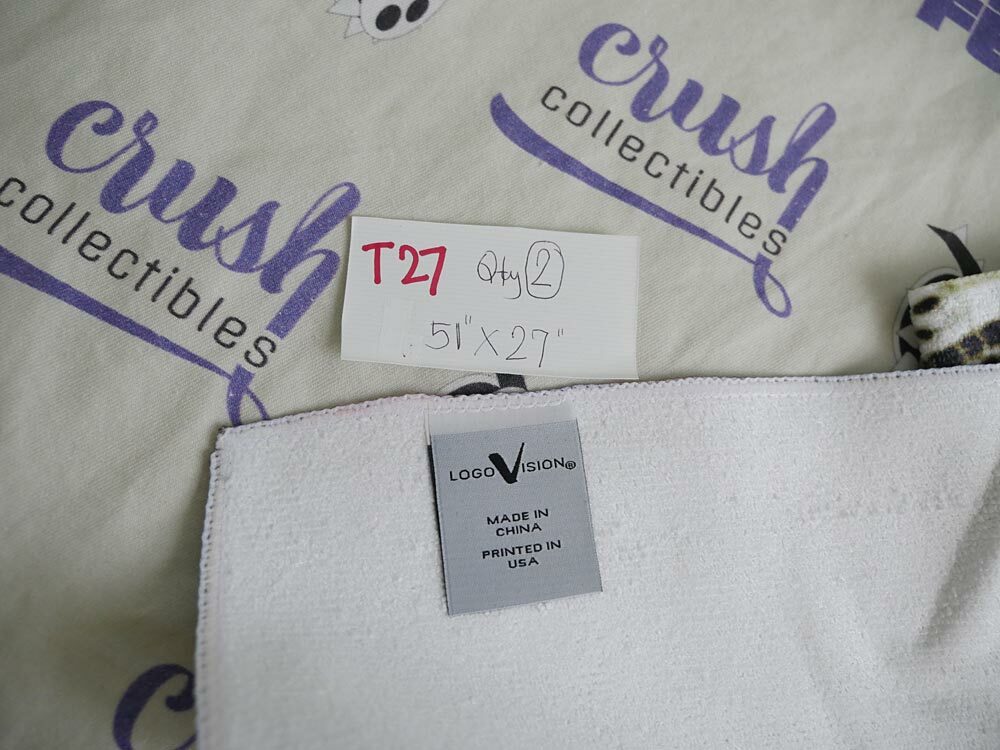 crush
collectibles
crush
collectibles
T27 Qty 2
51" X 27"
LOGO VISION®
MADE IN
CHINA
PRINTED IN
USA